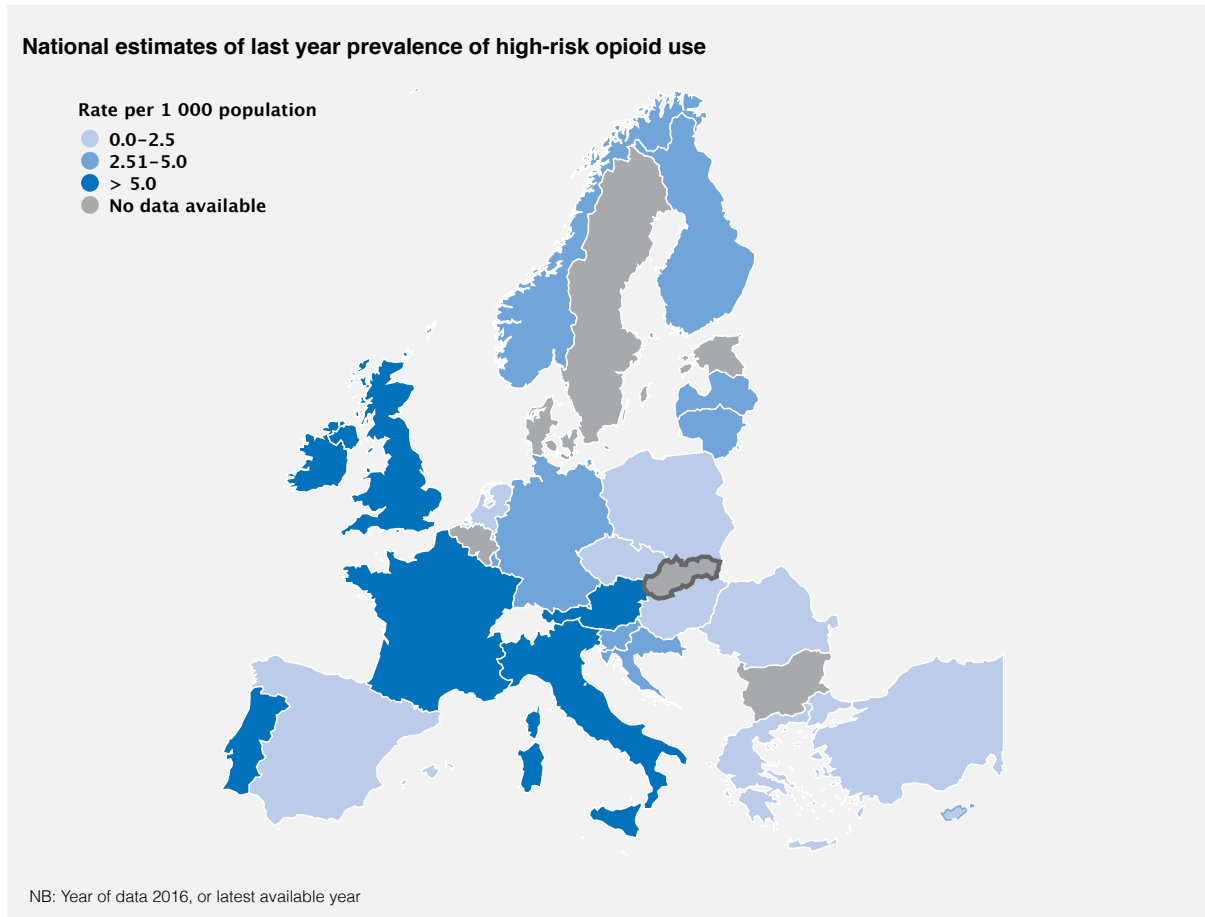 National estimates of last year prevalence of high-risk opioid use
Rate per 1 000 population
0.0–2.5
2.51–5.0
> 5.0
No data available
NB: Year of data 2016, or latest available year